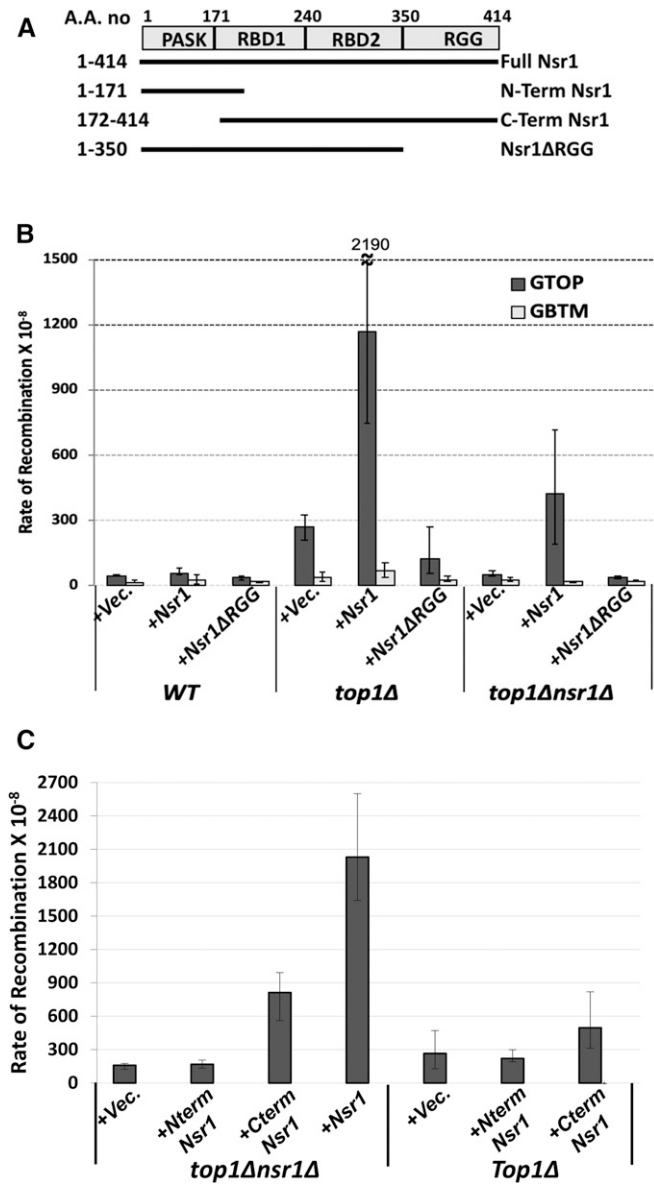 A
A.A. no 1 171 240 350 414
PASK RBD1 RBD2 RGG
1-414 Full Nsr1
1-171 N-Term Nsr1
172-414 C-Term Nsr1
1-350 Nsr1ΔRGG
B
2190
Rate of Recombination X 10⁻⁸
1500
1200
900
600
300
0
GTOP
GBTM
+Vec. +Nsr1 +Nsr1ΔRGG +Vec. +Nsr1 +Nsr1ΔRGG +Vec. +Nsr1 +Nsr1ΔRGG
WT top1Δ top1Δnsr1Δ
C
Rate of Recombination X 10⁻⁸
2700
2400
2100
1800
1500
1200
900
600
300
0
+Vec. +Nterm Nsr1 +Cterm Nsr1 +Nsr1 +Vec. +Nterm Nsr1 +Cterm Nsr1
top1Δnsr1Δ Top1Δ